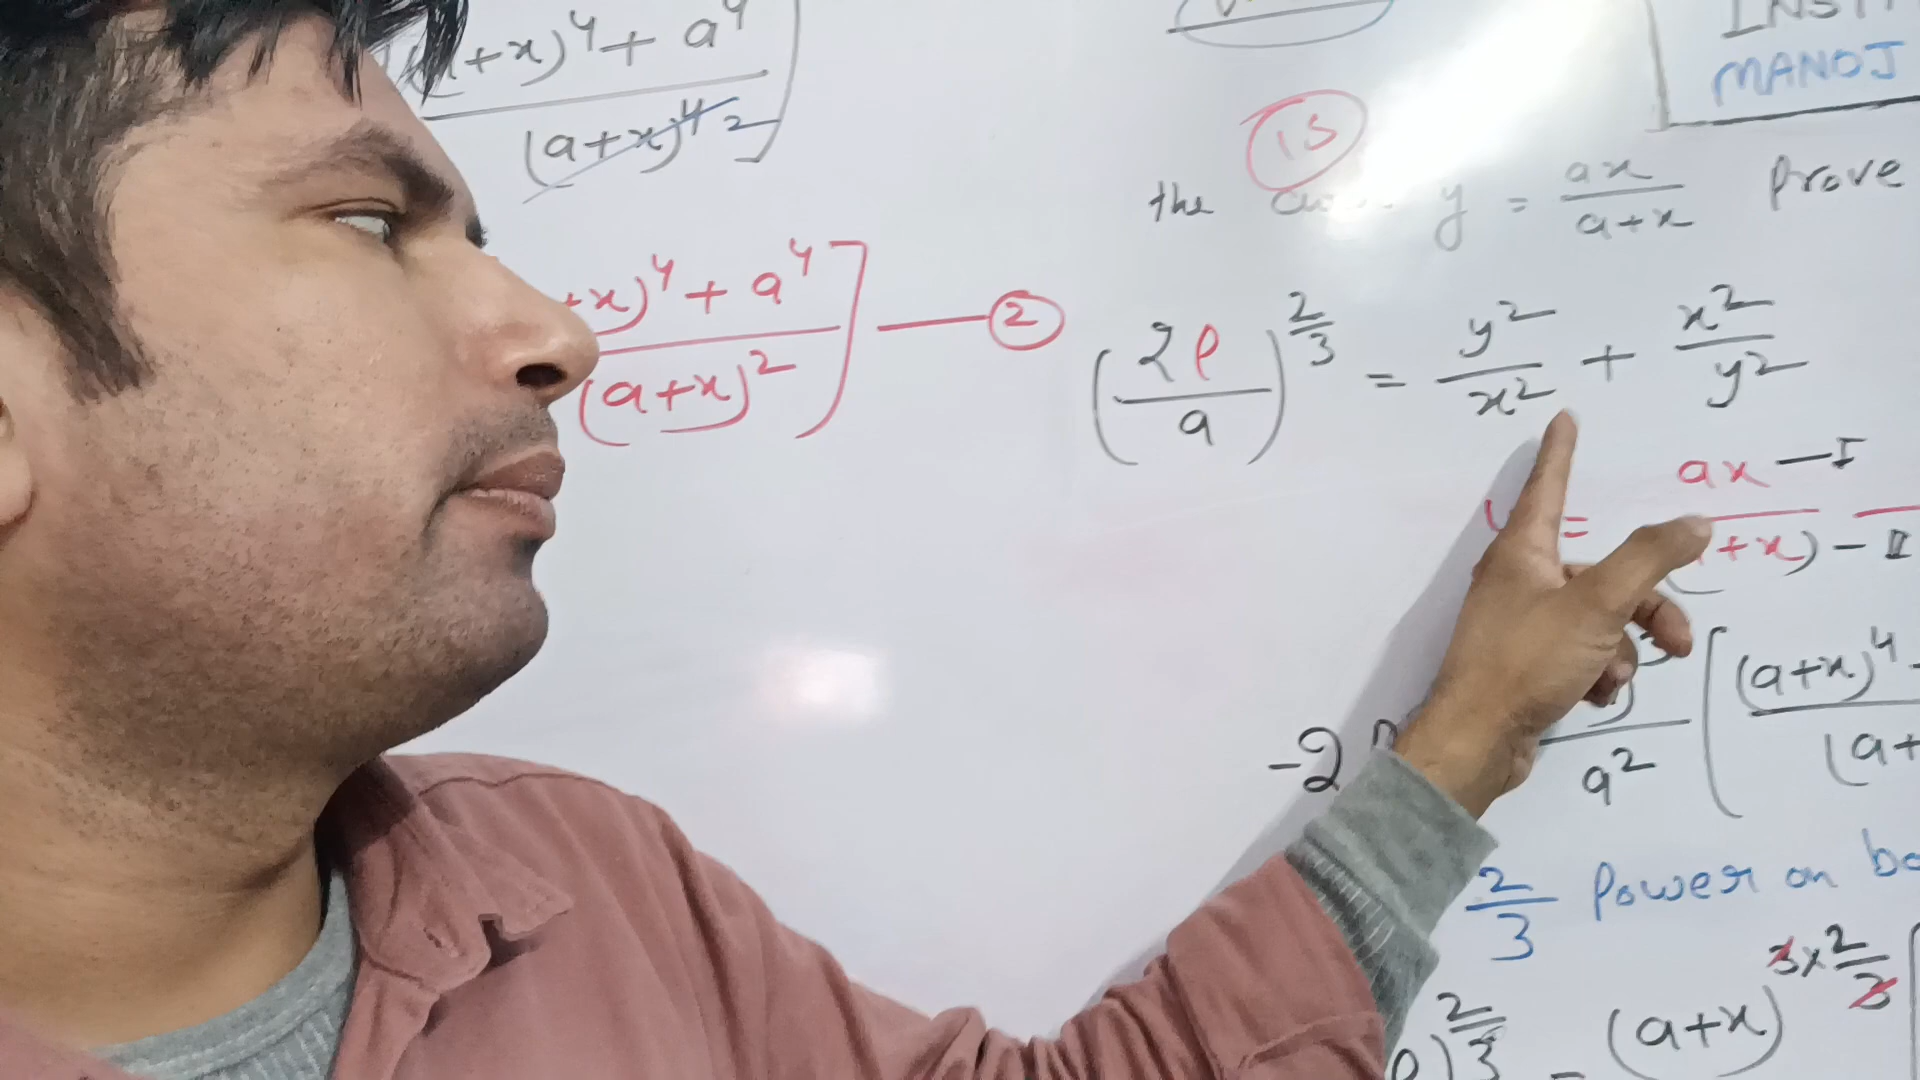 +x)⁴ + a⁴
(a+x)⁴ 2 ]
+x)⁴ + a⁴ ] — ②
(a+x)²
MANOJ
15
the y = ax/(a+x) Prove
(2ρ/a)^(2/3) = y²/x² + x²/y²
= ax — I
+x) — II
-2
a² [ (a+x)⁴
(a+
2/3 Power on
)^(2/3) = (a+x)^(3×2/3)